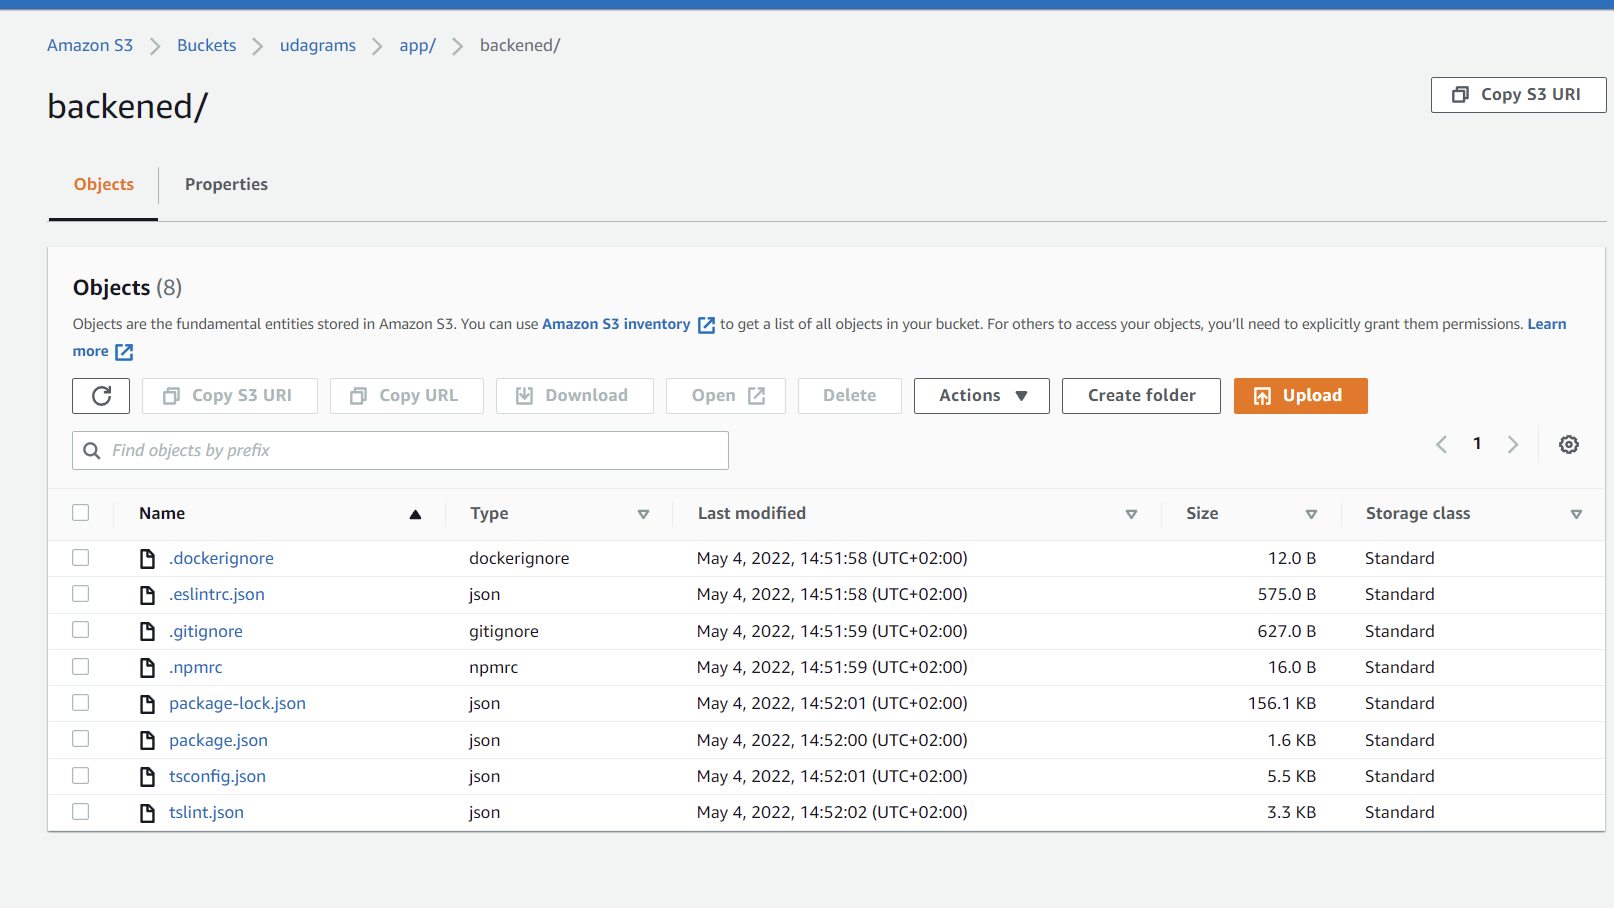 Amazon S3 Buckets udagrams app/ backened/
backened/
Copy S3 URI
Objects Properties
Objects (8)
Objects are the fundamental entities stored in Amazon S3. You can use Amazon S3 inventory to get a list of all objects in your bucket. For others to access your objects, you'll need to explicitly grant them permissions. Learn
more
Copy S3 URI Copy URL Download Open Delete Actions Create folder Upload
Find objects by prefix
1
Name Type Last modified Size Storage class
.dockerignore dockerignore May 4, 2022, 14:51:58 (UTC+02:00) 12.0 B Standard
.eslintrc.json json May 4, 2022, 14:51:58 (UTC+02:00) 575.0 B Standard
.gitignore gitignore May 4, 2022, 14:51:59 (UTC+02:00) 627.0 B Standard
.npmrc npmrc May 4, 2022, 14:51:59 (UTC+02:00) 16.0 B Standard
package-lock.json json May 4, 2022, 14:52:01 (UTC+02:00) 156.1 KB Standard
package.json json May 4, 2022, 14:52:00 (UTC+02:00) 1.6 KB Standard
tsconfig.json json May 4, 2022, 14:52:01 (UTC+02:00) 5.5 KB Standard
tslint.json json May 4, 2022, 14:52:02 (UTC+02:00) 3.3 KB Standard